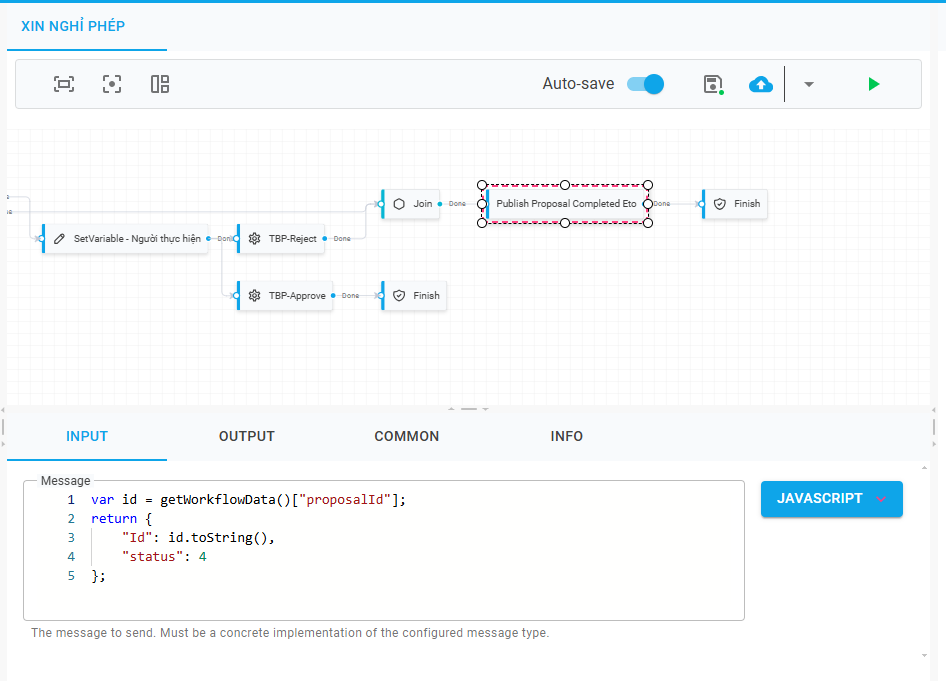 XIN NGHỈ PHÉP
Auto-save
Join
Done
Publish Proposal Completed Eto
Done
Finish
SetVariable - Người thực hiện
Done
TBP-Reject
Done
TBP-Approve
Done
Finish
INPUT
OUTPUT
COMMON
INFO
Message
1 var id = getWorkflowData()["proposalId"];
2 return {
3 "Id": id.toString(),
4 "status": 4
5 };
JAVASCRIPT
The message to send. Must be a concrete implementation of the configured message type.